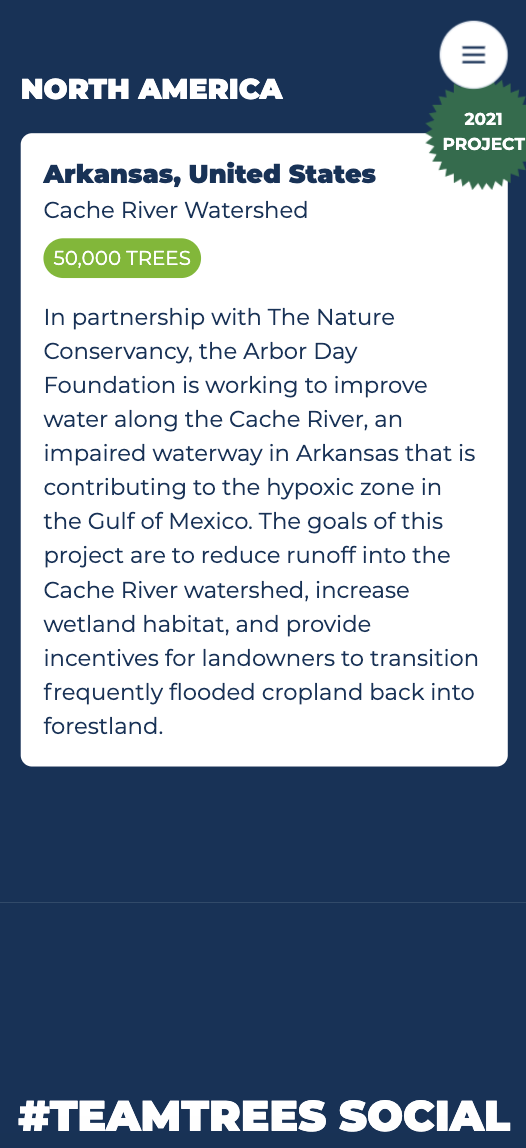 NORTH AMERICA
2021
PROJECT
Arkansas, United States
Cache River Watershed
50,000 TREES
In partnership with The Nature
Conservancy, the Arbor Day
Foundation is working to improve
water along the Cache River, an
impaired waterway in Arkansas that is
contributing to the hypoxic zone in
the Gulf of Mexico. The goals of this
project are to reduce runoff into the
Cache River watershed, increase
wetland habitat, and provide
incentives for landowners to transition
frequently flooded cropland back into
forestland.
#TEAMTREES SOCIAL